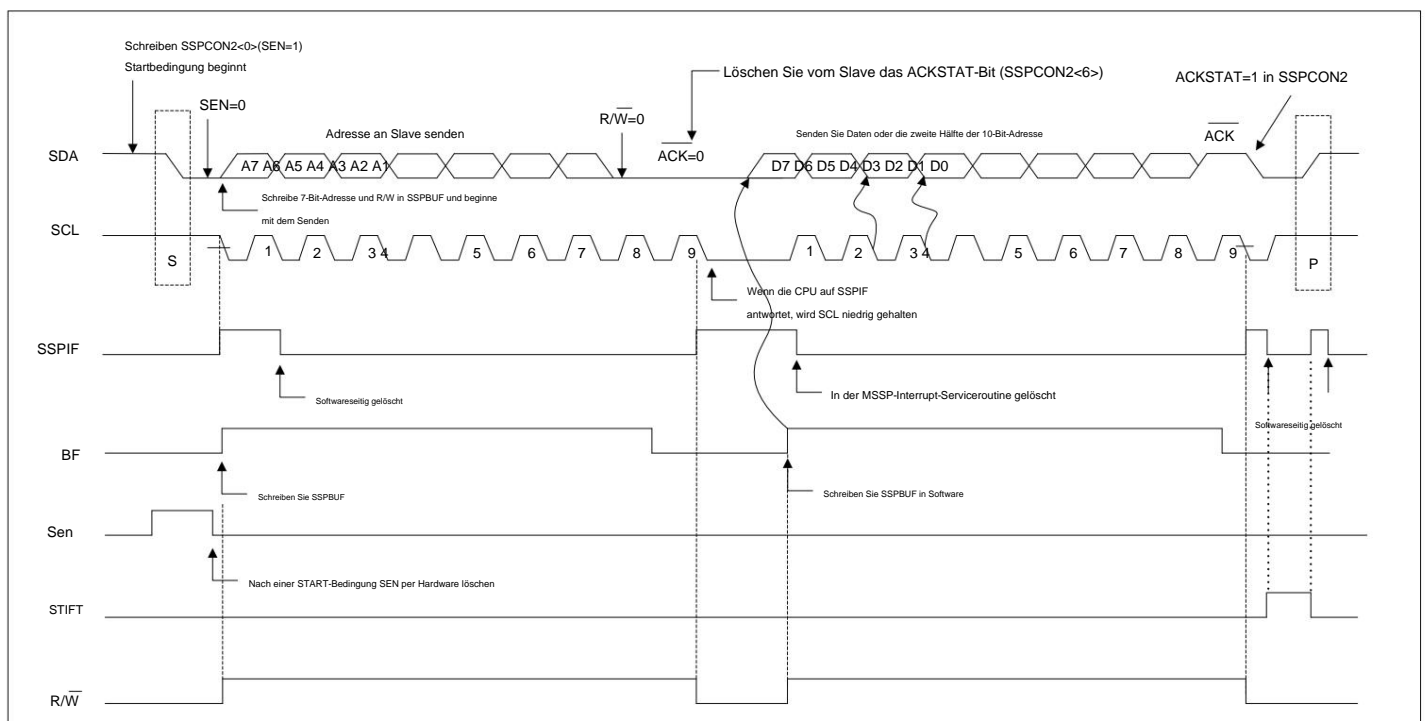 Schreiben SSPCON2<0>(SEN=1)
Startbedingung beginnt
Löschen Sie vom Slave das ACKSTAT-Bit (SSPCON2<6>)
ACKSTAT=1 in SSPCON2
SEN=0
R/W=0
Adresse an Slave senden
Senden Sie Daten oder die zweite Hälfte der 10-Bit-Adresse
ACK
SDA
A7 A6 A5 A4 A3 A2 A1
ACK=0
D7 D6 D5 D4 D3 D2 D1 D0
Schreibe 7-Bit-Adresse und R/W in SSPBUF und beginne
mit dem Senden
SCL
S
1 2 3 4 5 6 7 8 9
1 2 3 4 5 6 7 8 9
P
Wenn die CPU auf SSPIF
antwortet, wird SCL niedrig gehalten
SSPIF
Softwareseitig gelöscht
In der MSSP-Interrupt-Serviceroutine gelöscht
Softwareseitig gelöscht
BF
Schreiben Sie SSPBUF
Schreiben Sie SSPBUF in Software
Sen
Nach einer START-Bedingung SEN per Hardware löschen
STIFT
R/W